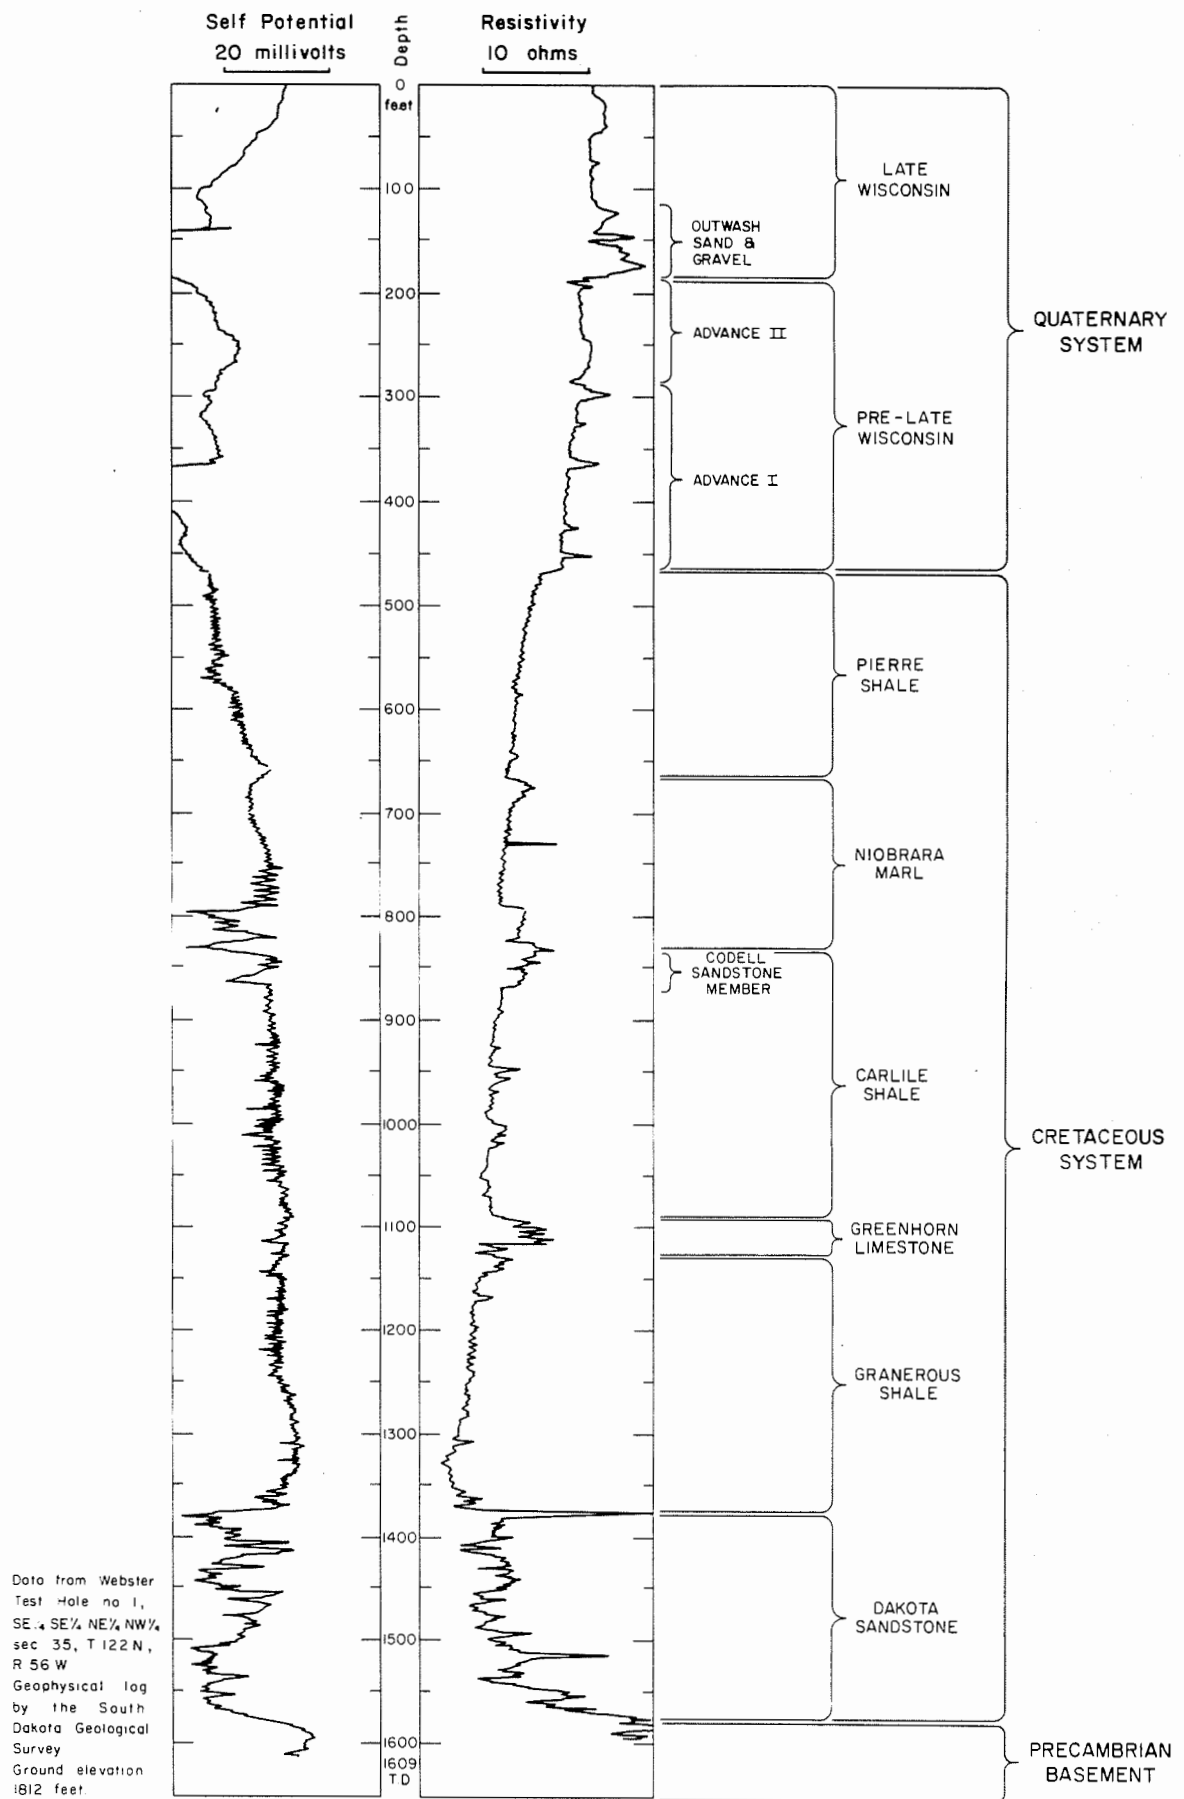 Self Potential
20 millivolts
Depth
Resistivity
10 ohms
0
feet
100
200
300
400
500
600
700
800
900
1000
1100
1200
1300
1400
1500
1600
1609
T D
OUTWASH
SAND &
GRAVEL
ADVANCE II
ADVANCE I
CODELL
SANDSTONE
MEMBER
LATE
WISCONSIN
PRE-LATE
WISCONSIN
PIERRE
SHALE
NIOBRARA
MARL
CARLILE
SHALE
GREENHORN
LIMESTONE
GRANEROUS
SHALE
DAKOTA
SANDSTONE
QUATERNARY
SYSTEM
CRETACEOUS
SYSTEM
PRECAMBRIAN
BASEMENT
Data from Webster
Test Hole no 1,
SE¼ SE¼ NE¼ NW¼
sec 35, T 122 N,
R 56 W
Geophysical log
by the South
Dakota Geological
Survey
Ground elevation
1812 feet.